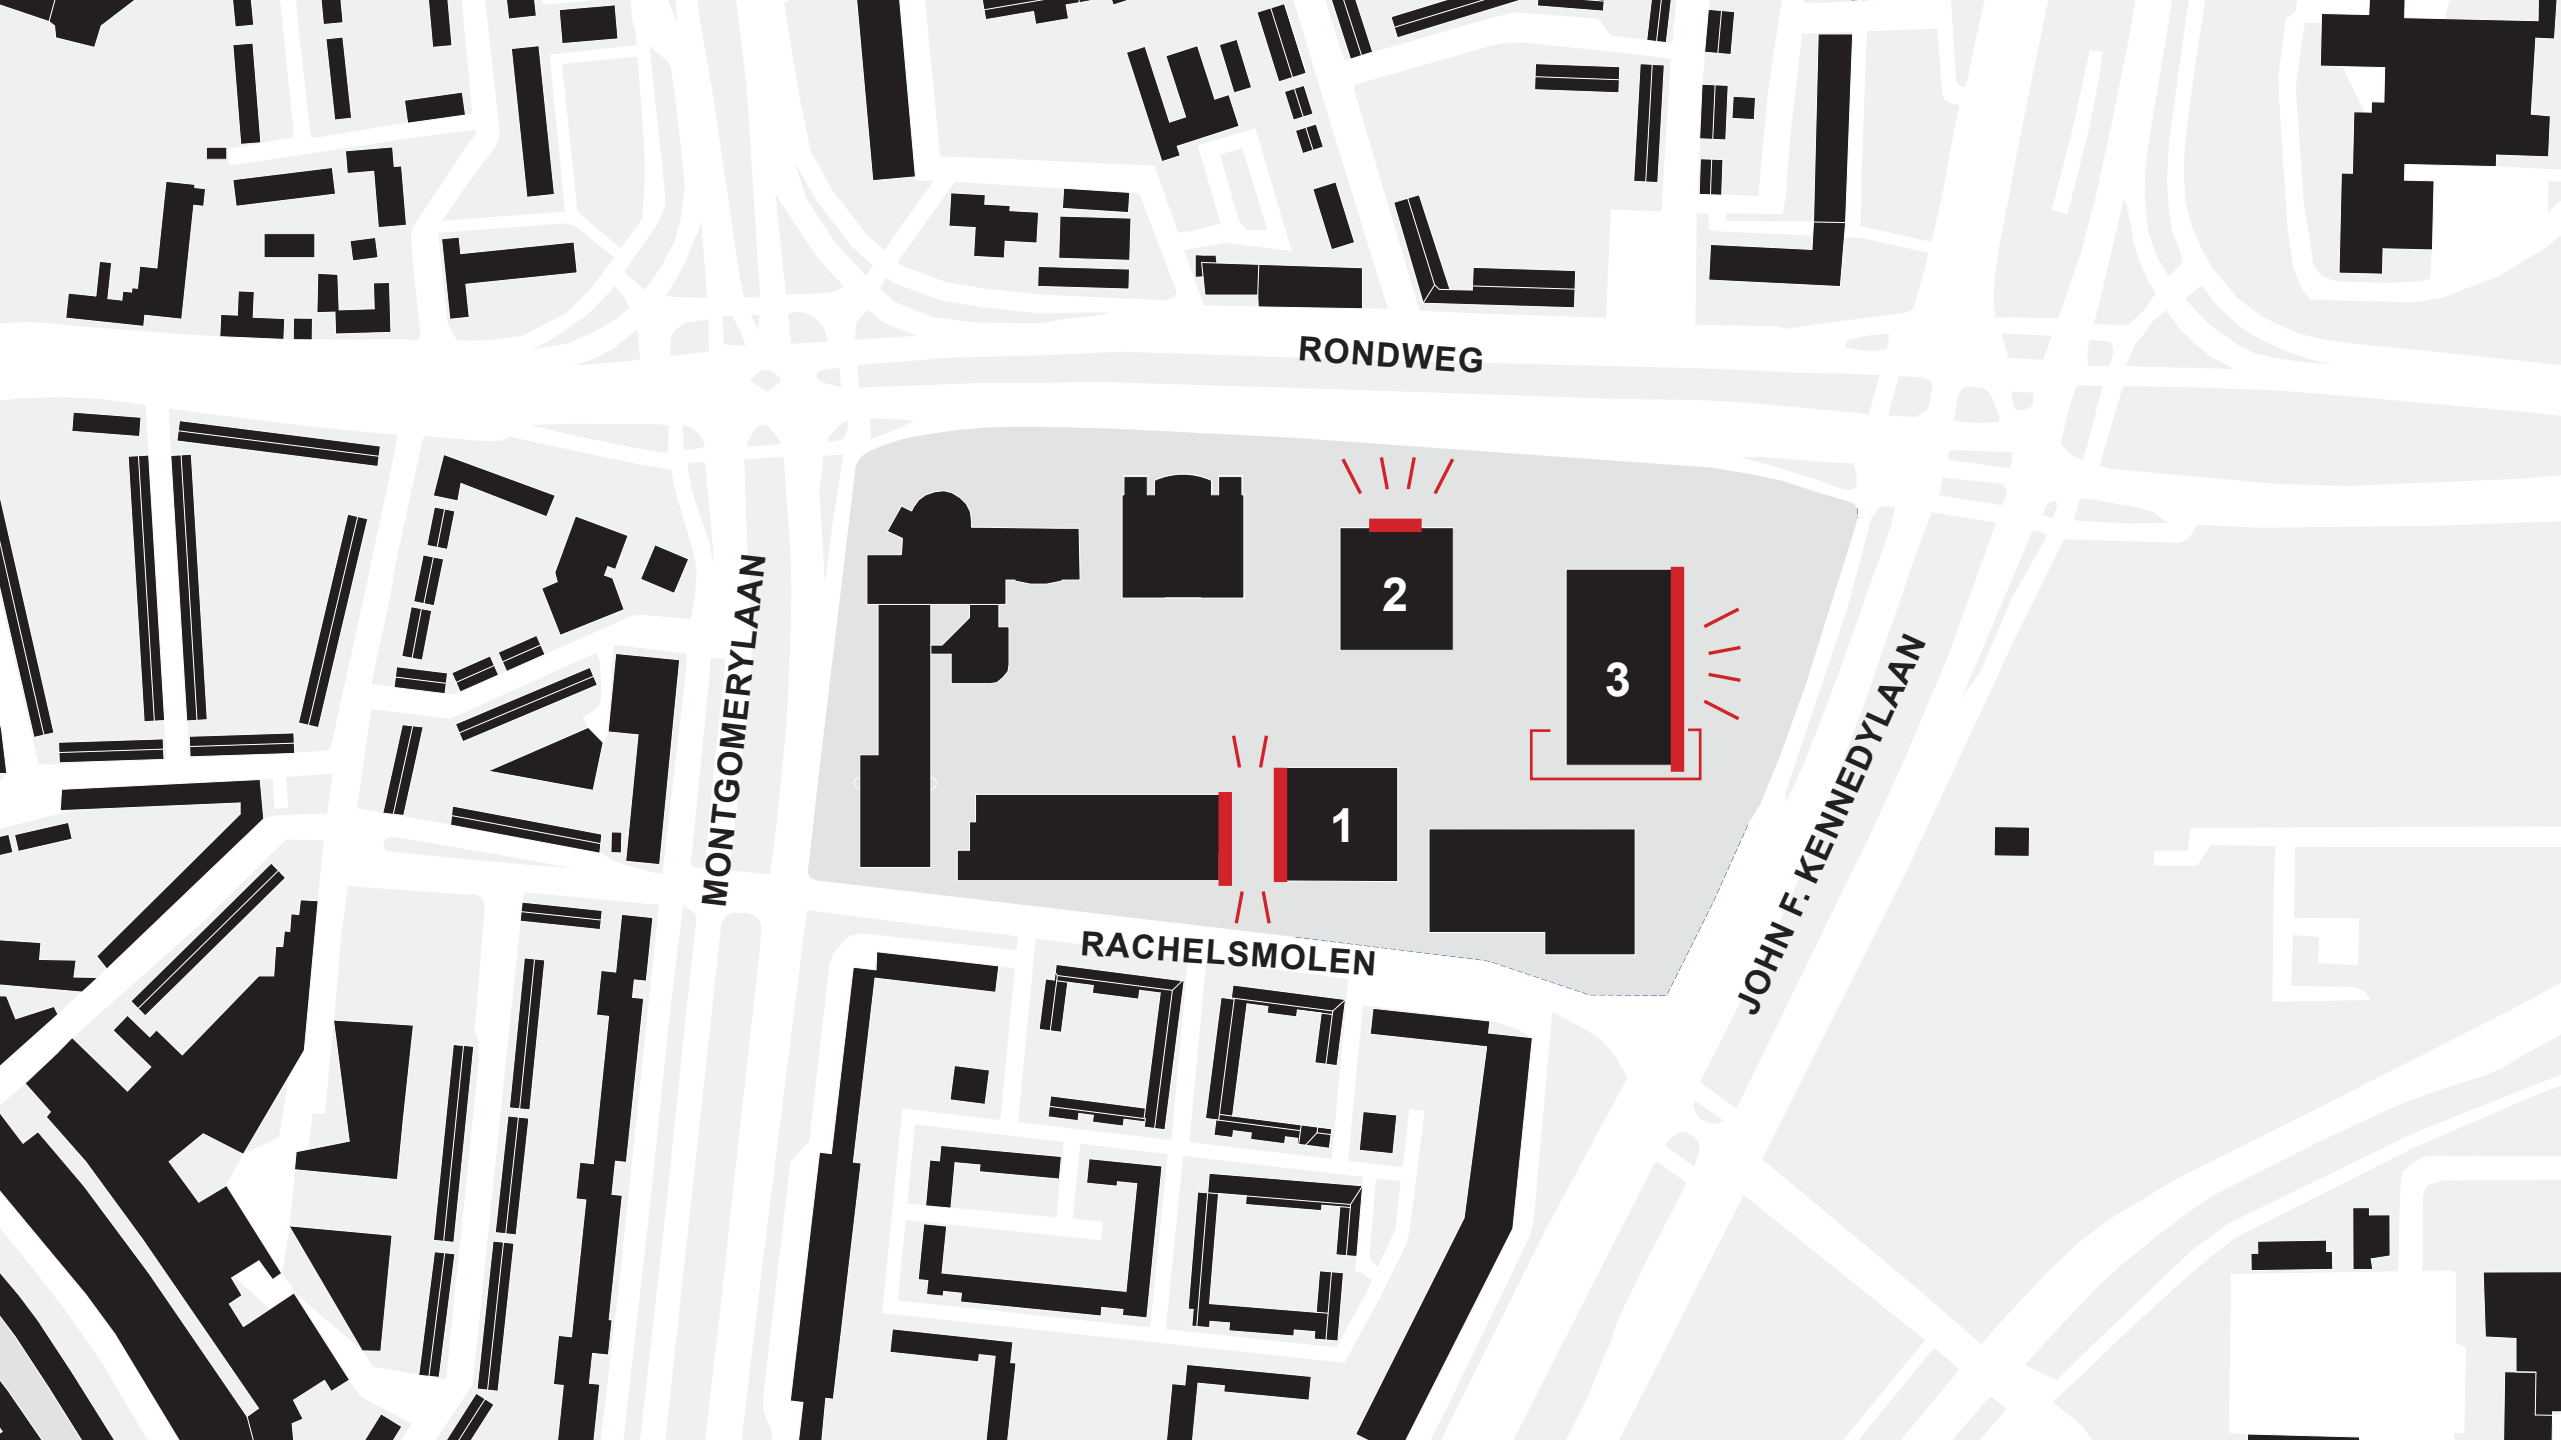 RONDWEG
2
3
MONTGOMERYLAAN
1
JOHN F. KENNEDYLAAN
RACHELSMOLEN